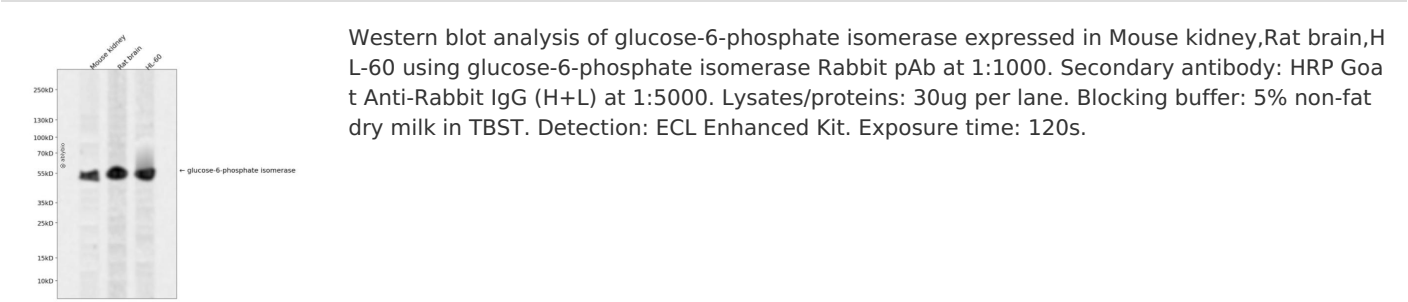 Mouse kidney
Rat brain
HL-60
250kD
130kD
100kD
70kD
55kD
35kD
25kD
15kD
10kD
@ ablybio
← glucose-6-phosphate isomerase
Western blot analysis of glucose-6-phosphate isomerase expressed in Mouse kidney,Rat brain,H
L-60 using glucose-6-phosphate isomerase Rabbit pAb at 1:1000. Secondary antibody: HRP Goa
t Anti-Rabbit IgG (H+L) at 1:5000. Lysates/proteins: 30ug per lane. Blocking buffer: 5% non-fat
dry milk in TBST. Detection: ECL Enhanced Kit. Exposure time: 120s.